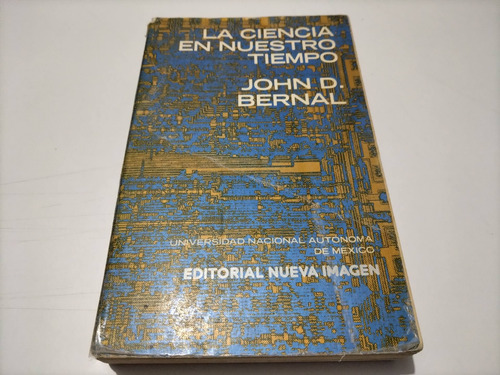 LA CIENCIA
EN NUESTRO
TIEMPO
JOHN D.
BERNAL
UNIVERSIDAD NACIONAL AUTONOMA
DE MEXICO
EDITORIAL NUEVA IMAGEN